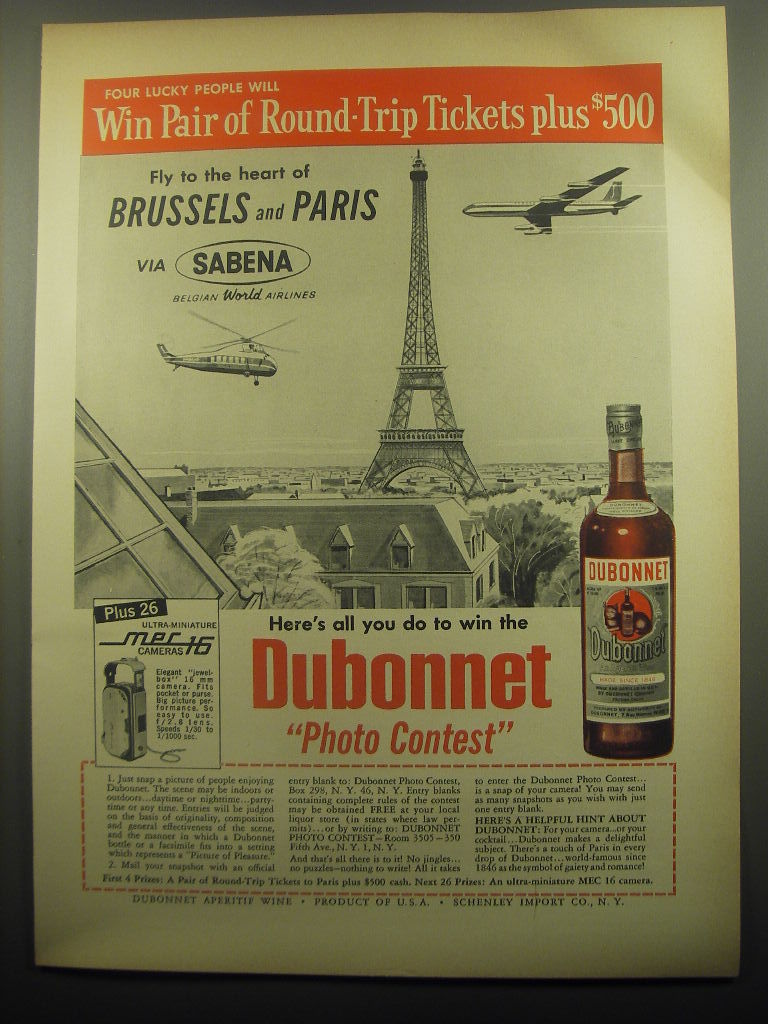 FOUR LUCKY PEOPLE WILL
Win Pair of Round-Trip Tickets plus $500
Fly to the heart of
BRUSSELS and PARIS
VIA SABENA
BELGIAN World AIRLINES
Plus 26
ULTRA-MINIATURE
mec 16
CAMERAS
Elegant "jewel-
box" 16 mm
camera. Fits
pocket or purse.
Big picture per-
formance. So
easy to use.
f/2.8 lens.
Speeds 1/30 to
1/1000 sec.
Here's all you do to win the
Dubonnet
"Photo Contest"
DUBONNET
DUBONNET
Dubonnet
MADE SINCE 1846
1. Just snap a picture of people enjoying
Dubonnet. The scene may be indoors or
outdoors...daytime or nighttime...party-
time or any time. Entries will be judged
on the basis of originality, composition
and general effectiveness of the scene,
and the manner in which a Dubonnet
bottle or a facsimile fits into a setting
which represents a "Picture of Pleasure."
2. Mail your snapshot with an official
entry blank to: Dubonnet Photo Contest,
Box 298, N. Y. 46, N. Y. Entry blanks
containing complete rules of the contest
may be obtained FREE at your local
liquor store (in states where law per-
mits)...or by writing to: DUBONNET
PHOTO CONTEST—Room 3505—350
Fifth Ave., N. Y. 1, N. Y.
And that's all there is to it! No jingles...
no puzzles—nothing to write! All it takes
to enter the Dubonnet Photo Contest...
is a snap of your camera! You may send
as many snapshots as you wish with just
one entry blank.
HERE'S A HELPFUL HINT ABOUT
DUBONNET: For your camera...or your
cocktail...Dubonnet makes a delightful
subject. There's a touch of Paris in every
drop of Dubonnet...world-famous since
1846 as the symbol of gaiety and romance!
First 4 Prizes: A Pair of Round-Trip Tickets to Paris plus $500 cash. Next 26 Prizes: An ultra-miniature MEC 16 camera.
DUBONNET APERITIF WINE • PRODUCT OF U.S.A. • SCHENLEY IMPORT CO., N. Y.